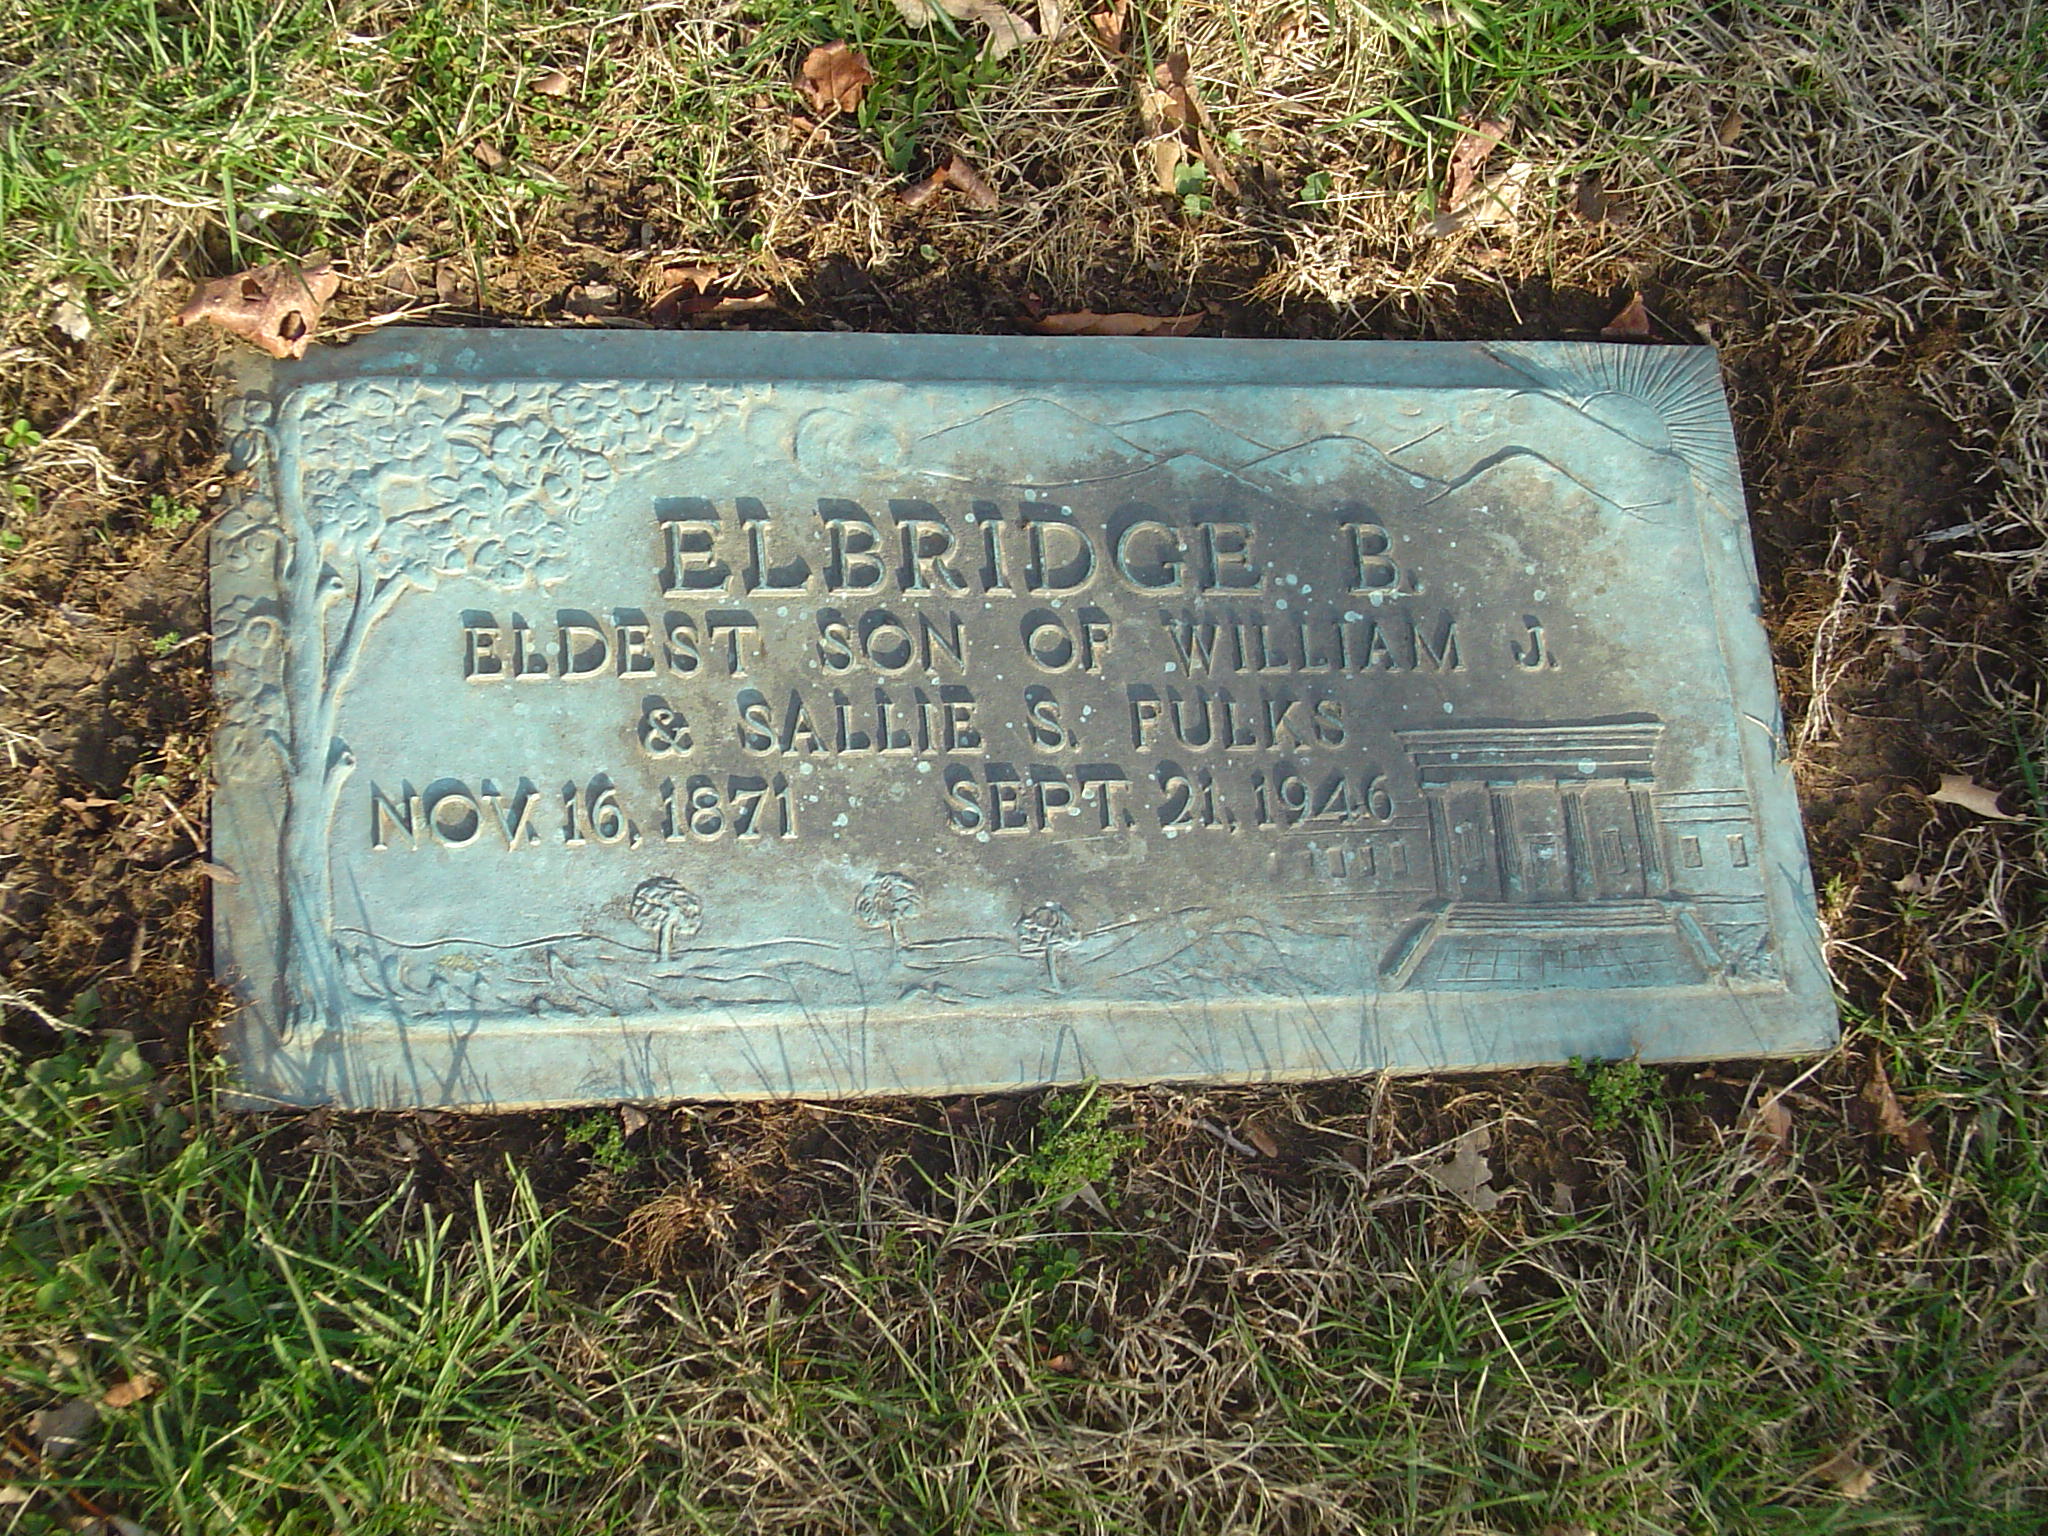 ELBRIDGE B.
ELDEST SON OF WILLIAM J.
& SALLIE S. FULKS
NOV. 16, 1871 SEPT. 21, 1946